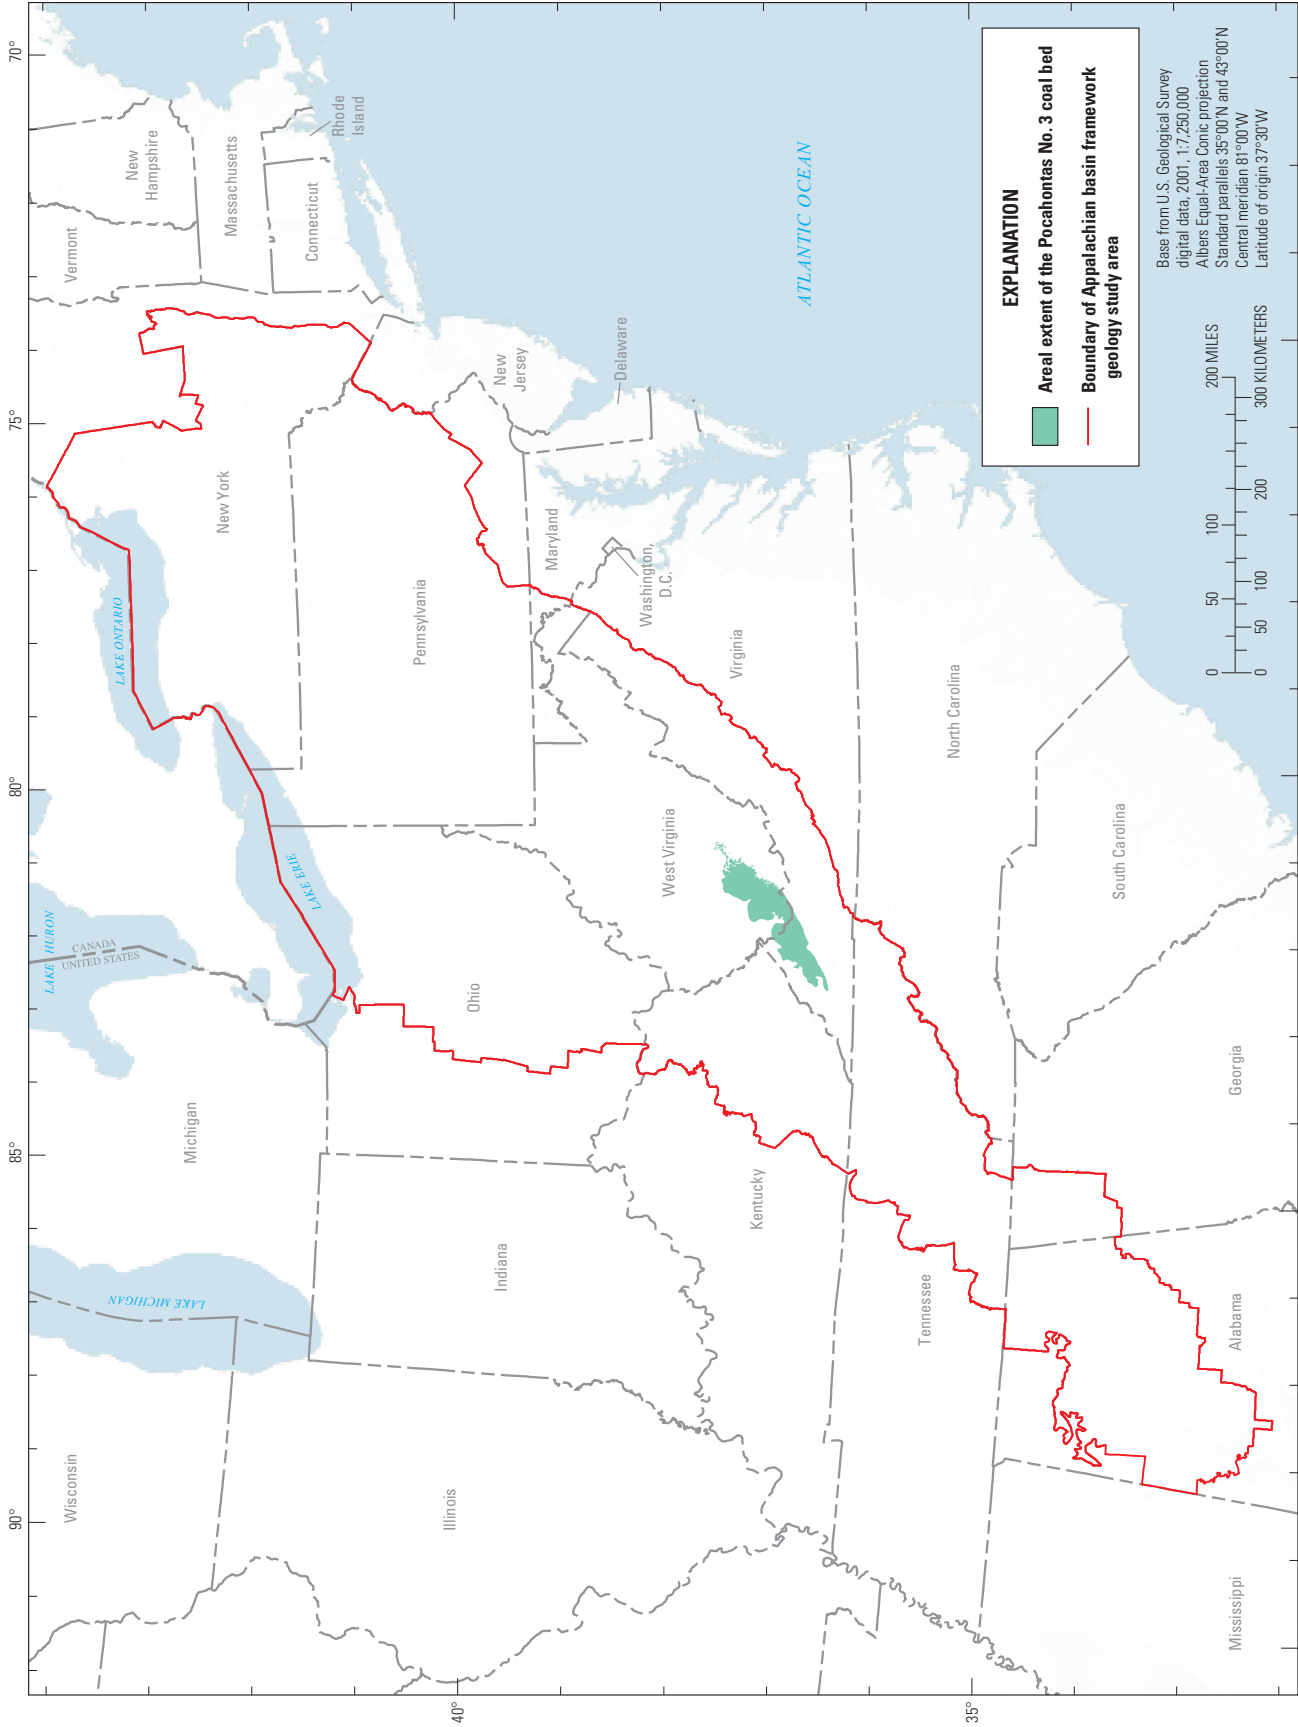 90°
85°
80°
75°
70°
40°
35°
LAKE HURON
CANADA
UNITED STATES
LAKE MICHIGAN
LAKE ONTARIO
LAKE ERIE
Wisconsin
Michigan
Vermont
New
Hampshire
Massachusetts
Connecticut
Rhode
Island
New York
Pennsylvania
New
Jersey
Delaware
Maryland
Washington,
D.C.
Ohio
Indiana
Illinois
West Virginia
Virginia
Kentucky
Tennessee
North Carolina
South Carolina
Georgia
Alabama
Mississippi
ATLANTIC OCEAN
EXPLANATION
Areal extent of the Pocahontas No. 3 coal bed
Boundary of Appalachian basin framework
geology study area
0 50 100 200 MILES
0 50 100 200 300 KILOMETERS
Base from U.S. Geological Survey
digital data, 2001, 1:7,250,000
Albers Equal-Area Conic projection
Standard parallels 35°00'N and 43°00'N
Central meridian 81°00'W
Latitude of origin 37°30'W